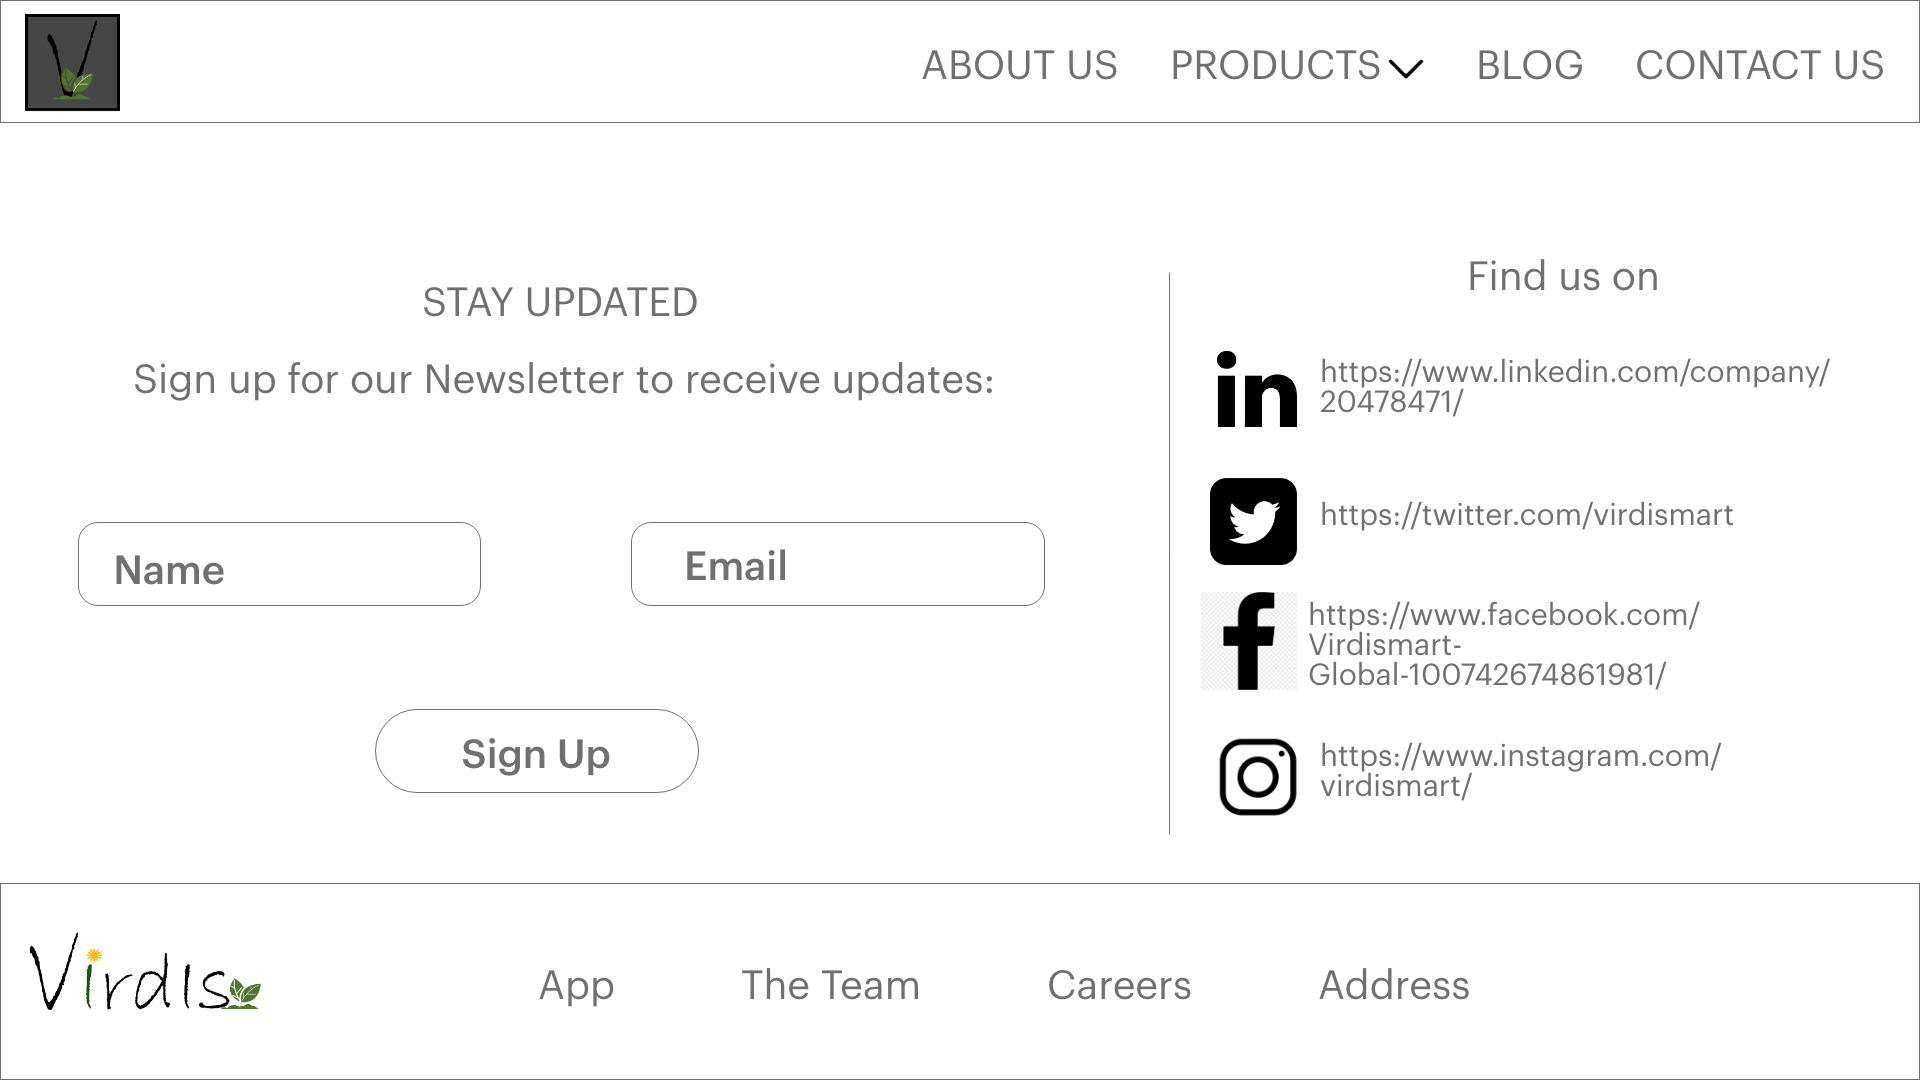 V
ABOUT US
PRODUCTS
BLOG
CONTACT US
STAY UPDATED
Sign up for our Newsletter to receive updates:
Name
Email
Sign Up
Find us on
in
https://www.linkedin.com/company/
20478471/
https://twitter.com/virdismart
f
https://www.facebook.com/
Virdismart-
Global-100742674861981/
https://www.instagram.com/
virdismart/
Virdis
App
The Team
Careers
Address